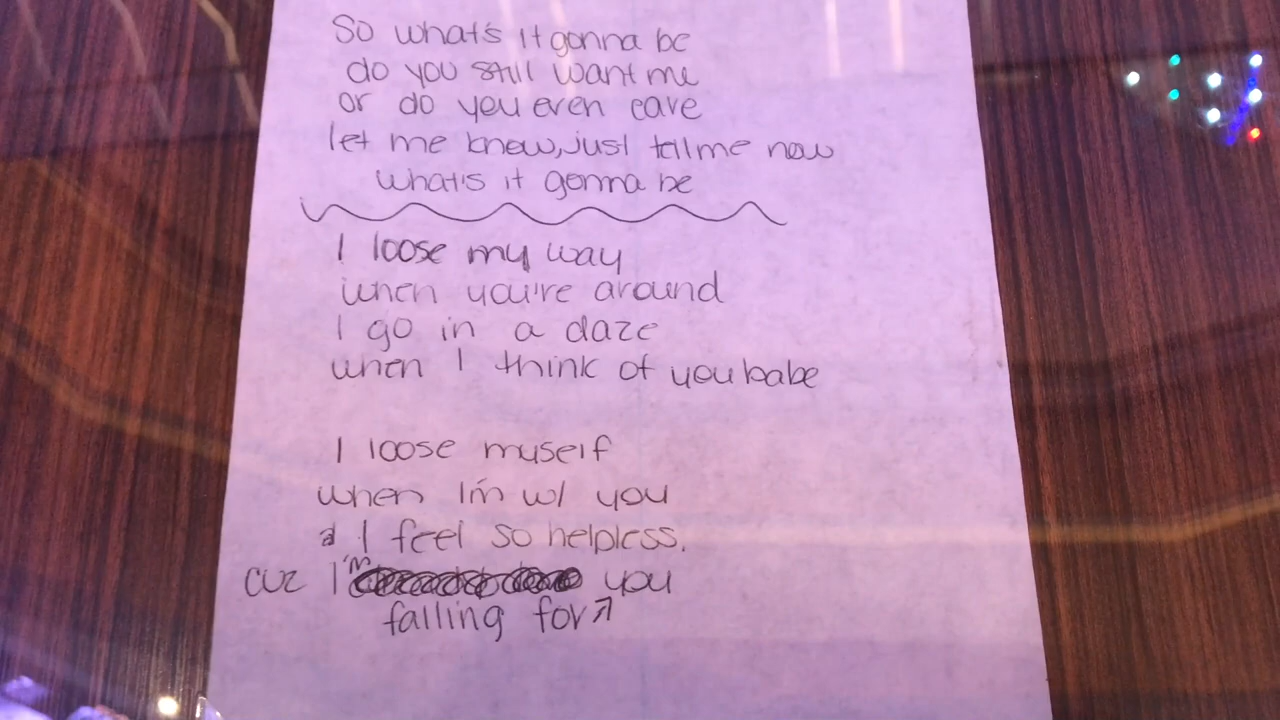 So what's it gonna be
do you still want me
or do you even care
let me know, just tell me now
what's it gonna be
I loose my way
when you're around
I go in a daze
when I think of you babe
I loose myself
when I'm w/ you
I feel so helpless.
cuz I'm you
falling for